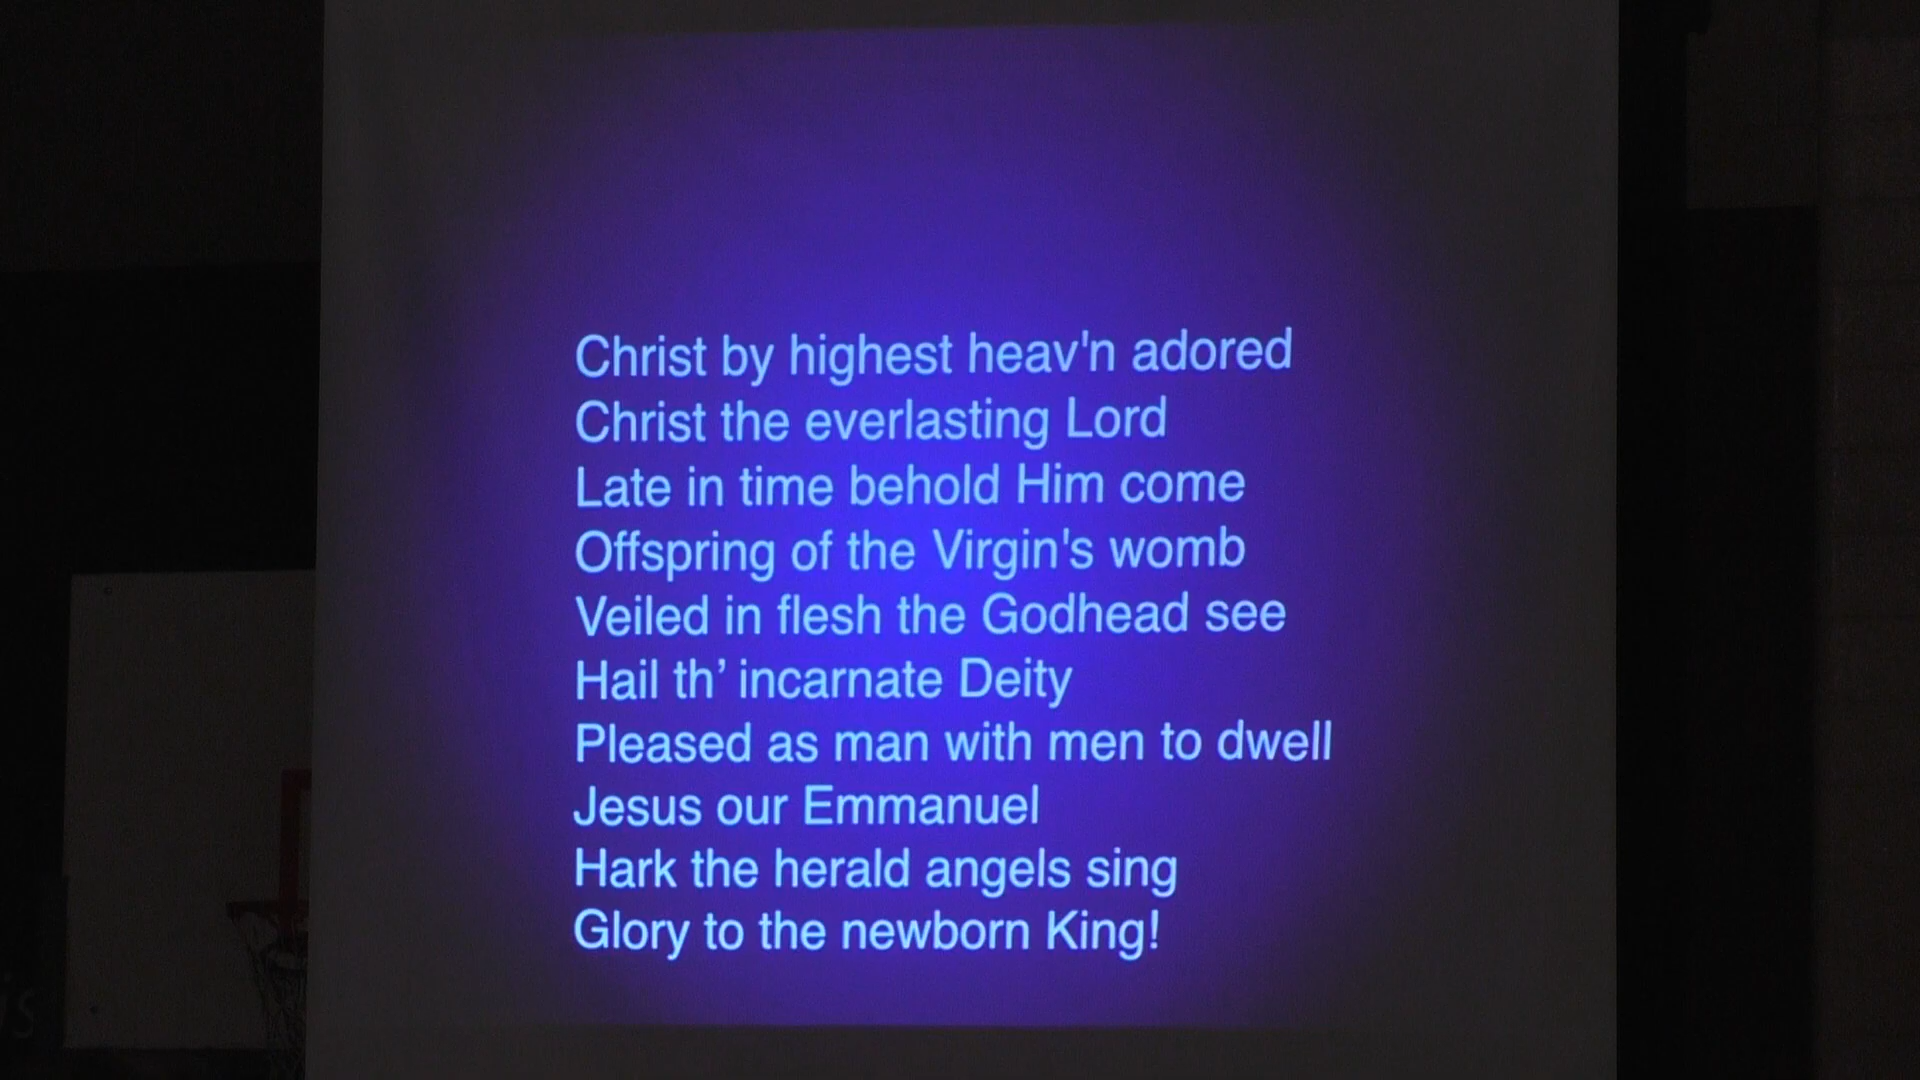 Christ by highest heav'n adored
Christ the everlasting Lord
Late in time behold Him come
Offspring of the Virgin's womb
Veiled in flesh the Godhead see
Hail th’ incarnate Deity
Pleased as man with men to dwell
Jesus our Emmanuel
Hark the herald angels sing
Glory to the newborn King!